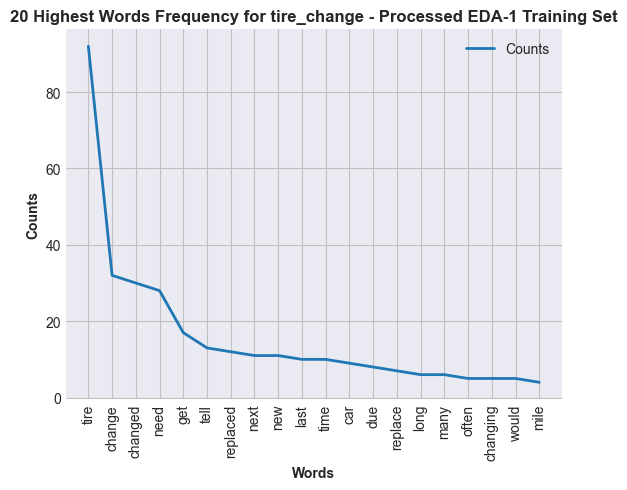 20 Highest Words Frequency for tire_change - Processed EDA-1 Training Set
Counts
Counts
80
60
40
20
0
tire
change
changed
need
get
tell
replaced
next
new
last
time
car
due
replace
long
many
often
changing
would
mile
Words